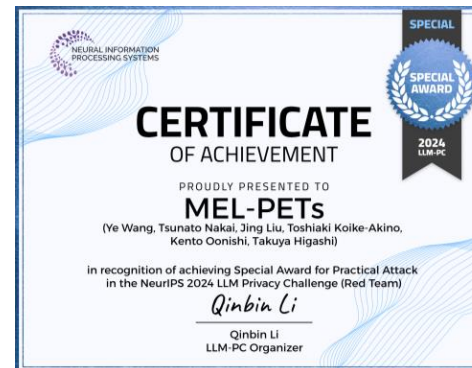 NEURAL INFORMATION
PROCESSING SYSTEMS
SPECIAL
SPECIAL
AWARD
2024
LLM-PC
CERTIFICATE
OF ACHIEVEMENT
PROUDLY PRESENTED TO
MEL-PETs
(Ye Wang, Tsunato Nakai, Jing Liu, Toshiaki Koike-Akino,
Kento Oonishi, Takuya Higashi)
in recognition of achieving Special Award for Practical Attack
in the NeurIPS 2024 LLM Privacy Challenge (Red Team)
Qinbin Li
Qinbin Li
LLM-PC Organizer